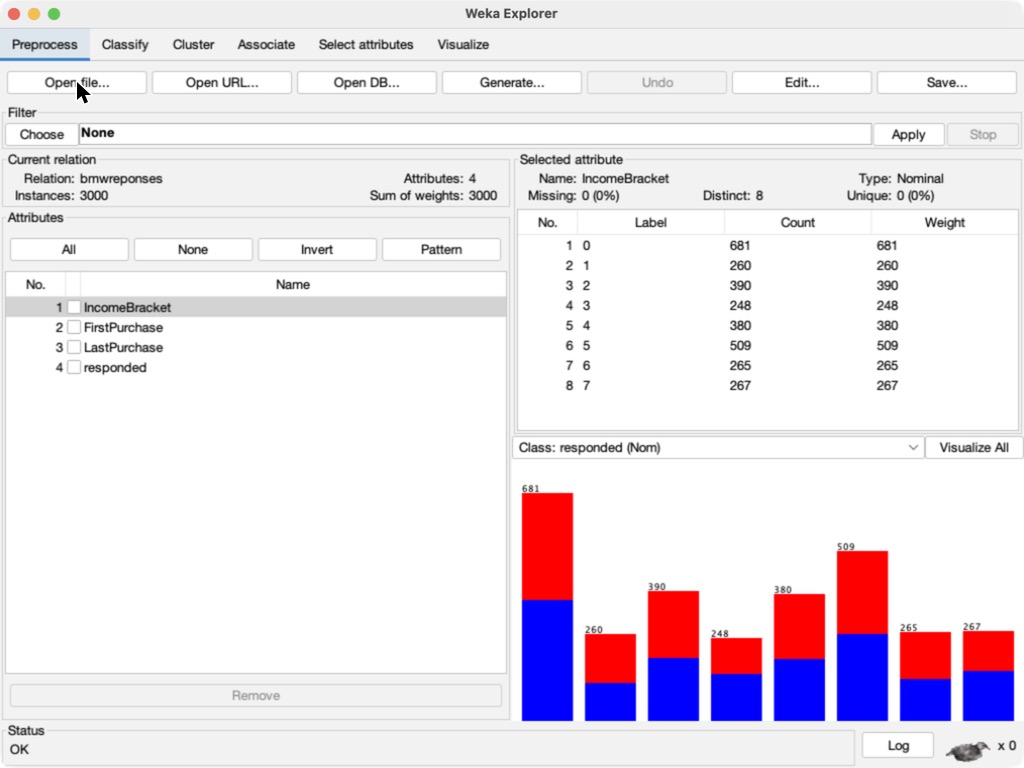 Weka Explorer
Preprocess Classify Cluster Associate Select attributes Visualize
Open file... Open URL... Open DB... Generate... Undo Edit... Save...
Filter
Choose None Apply Stop
Current relation
Relation: bmwreponses Attributes: 4
Instances: 3000 Sum of weights: 3000
Attributes
All None Invert Pattern
No. Name
1 IncomeBracket
2 FirstPurchase
3 LastPurchase
4 responded
Remove
Selected attribute
Name: IncomeBracket Type: Nominal
Missing: 0 (0%) Distinct: 8 Unique: 0 (0%)
No. Label Count Weight
1 0 681 681
2 1 260 260
3 2 390 390
4 3 248 248
5 4 380 380
6 5 509 509
7 6 265 265
8 7 267 267
Class: responded (Nom) Visualize All
681 260 390 248 380 509 265 267
Status
OK Log x 0